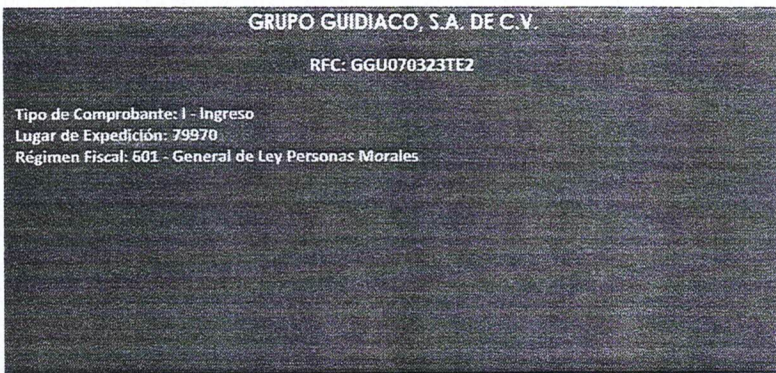 GRUPO GUIDIACO, S.A. DE C.V.
RFC: GGU070323TE2
Tipo de Comprobante: I - Ingreso
Lugar de Expedición: 79970
Régimen Fiscal: 601 - General de Ley Personas Morales